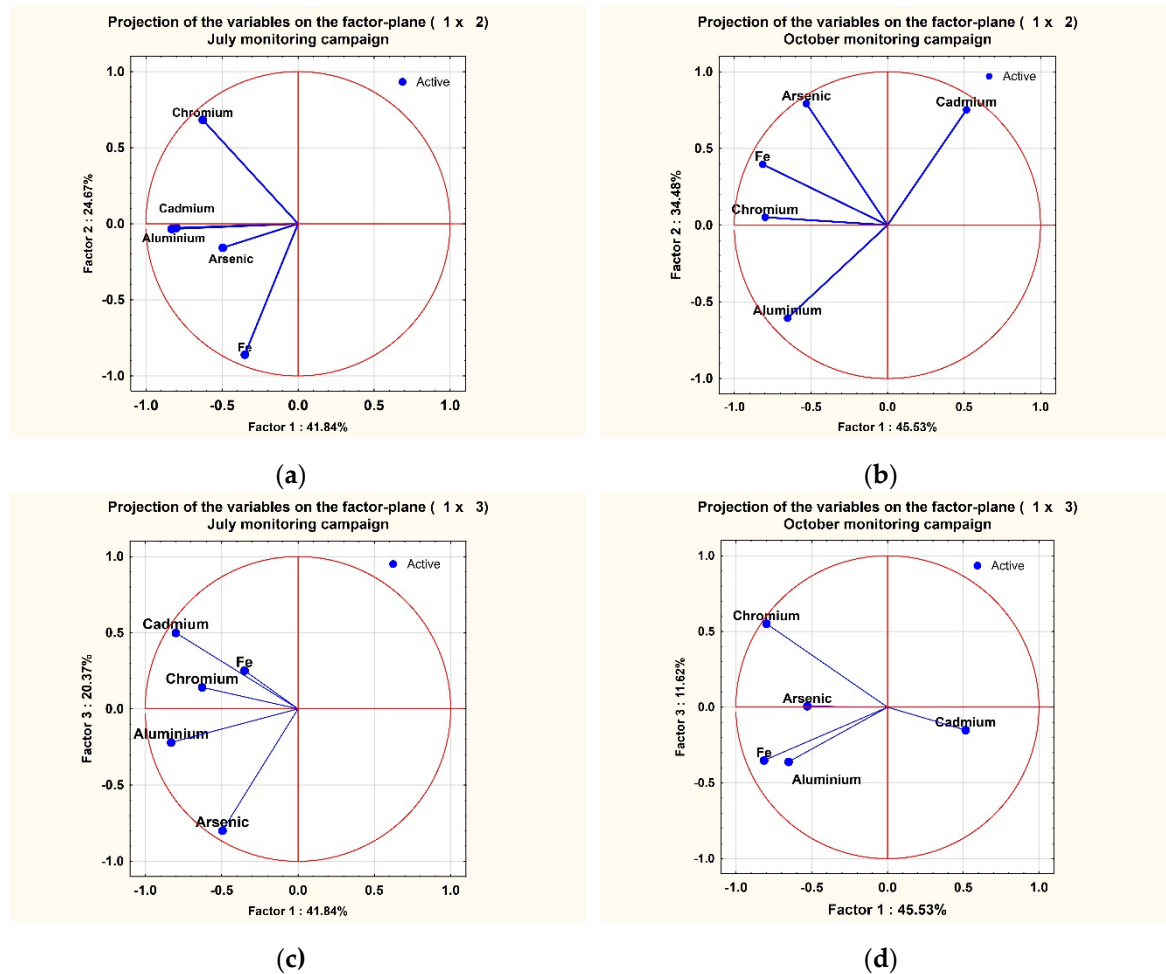 Projection of the variables on the factor-plane ( 1 x 2)
July monitoring campaign
Active
1.0
Chromium
0.5
Cadmium
0.0
Aluminium
Arsenic
-0.5
Fe
-1.0
-1.0 -0.5 0.0 0.5 1.0
Factor 2 : 24.67%
Factor 1 : 41.84%
(a)
Projection of the variables on the factor-plane ( 1 x 2)
October monitoring campaign
1.0
Active
Arsenic
Cadmium
0.5
Fe
Chromium
0.0
-0.5
Aluminium
-1.0
-1.0 -0.5 0.0 0.5 1.0
Factor 2 : 34.48%
Factor 1 : 45.53%
(b)
Projection of the variables on the factor-plane ( 1 x 3)
July monitoring campaign
1.0
Active
Cadmium
0.5
Fe
Chromium
0.0
Aluminium
-0.5
Arsenic
-1.0
-1.0 -0.5 0.0 0.5 1.0
Factor 3 : 20.37%
Factor 1 : 41.84%
(c)
Projection of the variables on the factor-plane ( 1 x 3)
October monitoring campaign
1.0
Active
Chromium
0.5
Arsenic
0.0
Cadmium
Fe
Aluminium
-0.5
-1.0
-1.0 -0.5 0.0 0.5 1.0
Factor 3 : 11.62%
Factor 1 : 45.53%
(d)